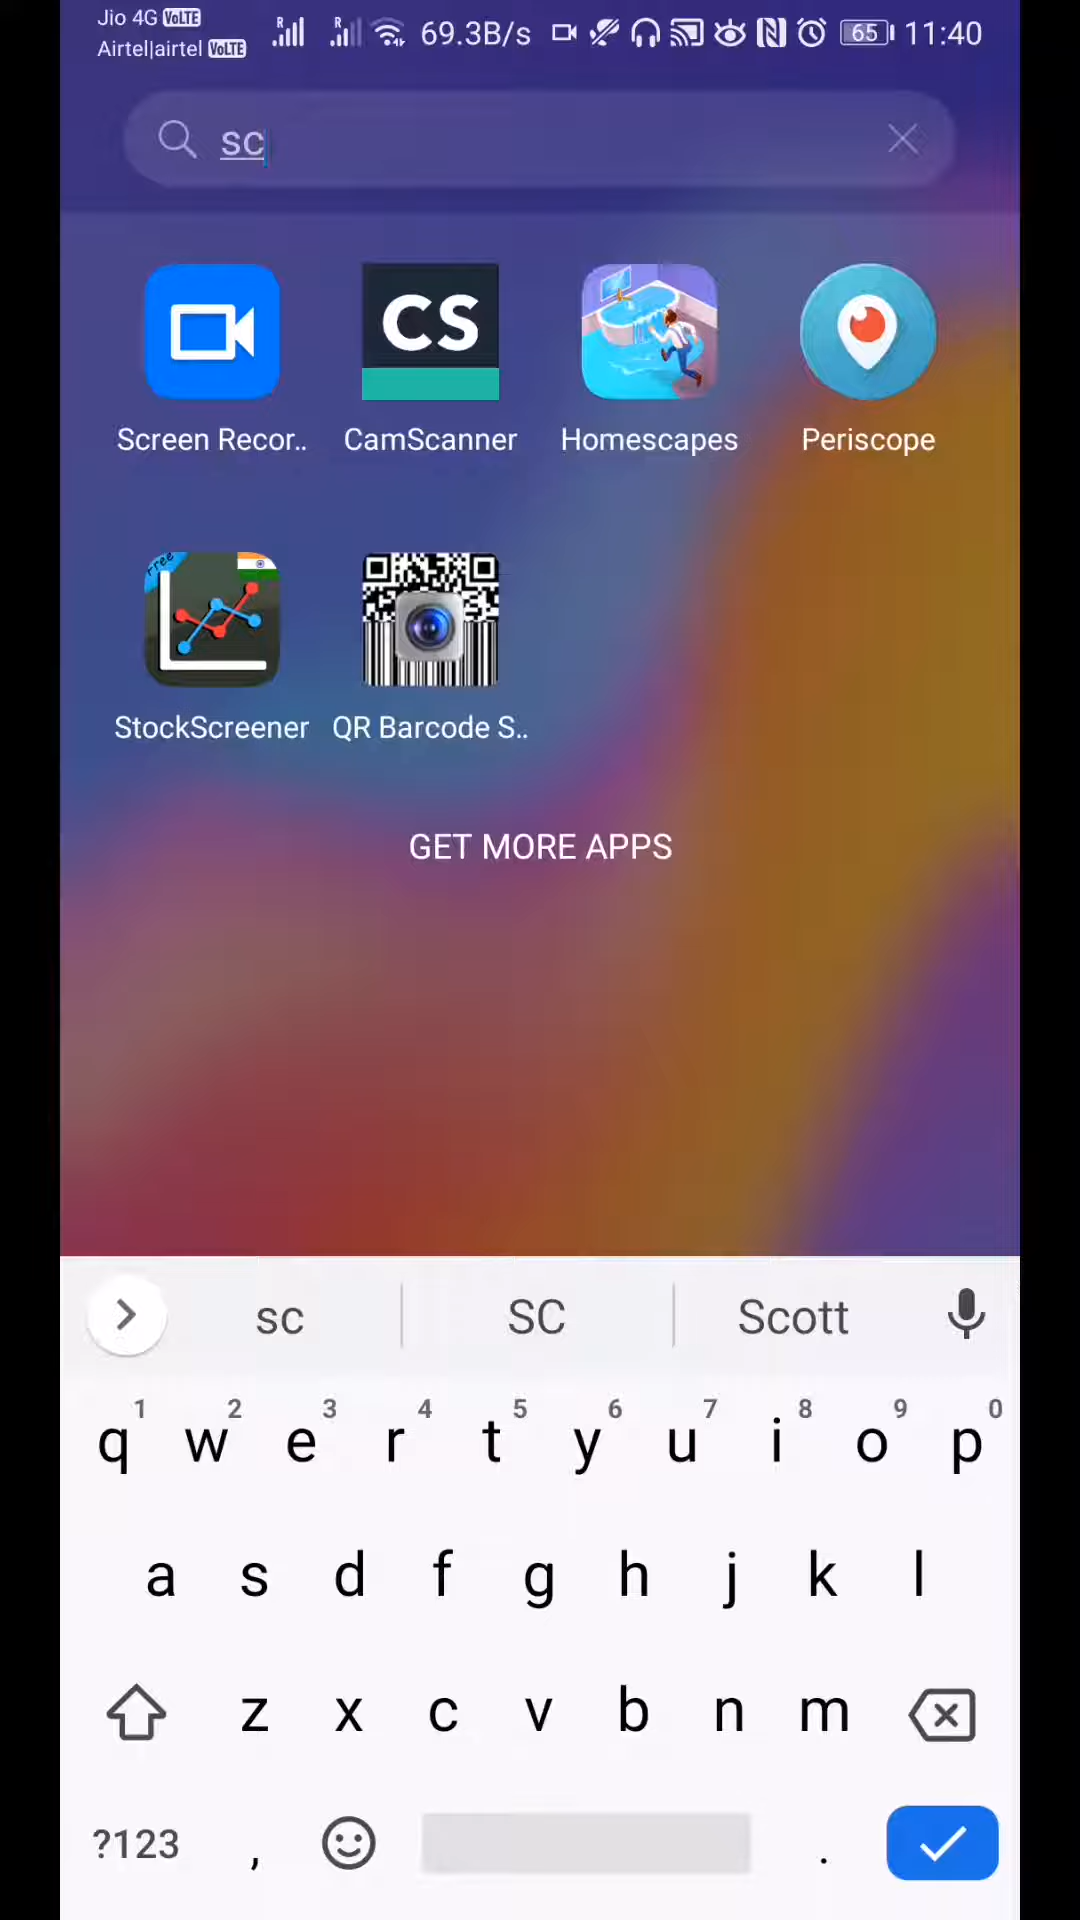 Jio 4G VoLTE
Airtel|airtel VoLTE
R R 69.3B/s 65 11:40
sc
CS
Screen Recor.. CamScanner Homescapes Periscope
Free
StockScreener QR Barcode S..
GET MORE APPS
sc SC Scott
1 2 3 4 5 6 7 8 9 0
q w e r t y u i o p
a s d f g h j k l
z x c v b n m
?123 , .